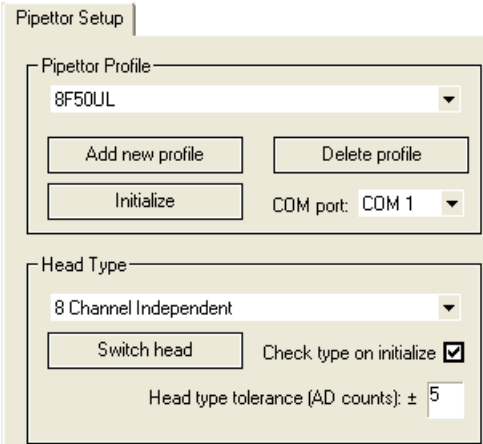 Pipettor Setup
Pipettor Profile
8F50UL
Add new profile
Delete profile
Initialize
COM port: COM 1
Head Type
8 Channel Independent
Switch head
Check type on initialize
Head type tolerance (AD counts): ± 5